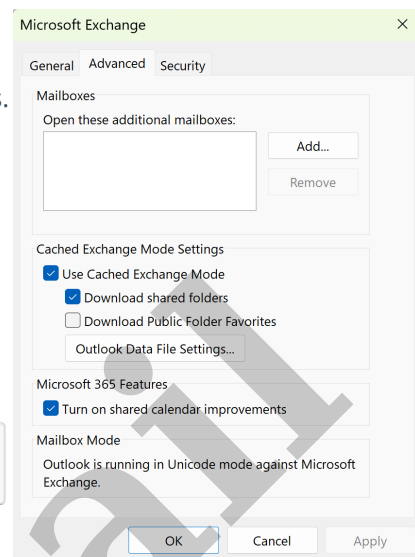 Microsoft Exchange
General Advanced Security
s.
Mailboxes
Open these additional mailboxes:
Add...
Remove
Cached Exchange Mode Settings
Use Cached Exchange Mode
Download shared folders
Download Public Folder Favorites
Outlook Data File Settings...
Microsoft 365 Features
Turn on shared calendar improvements
Mailbox Mode
Outlook is running in Unicode mode against Microsoft
Exchange.
OK Cancel Apply
ail